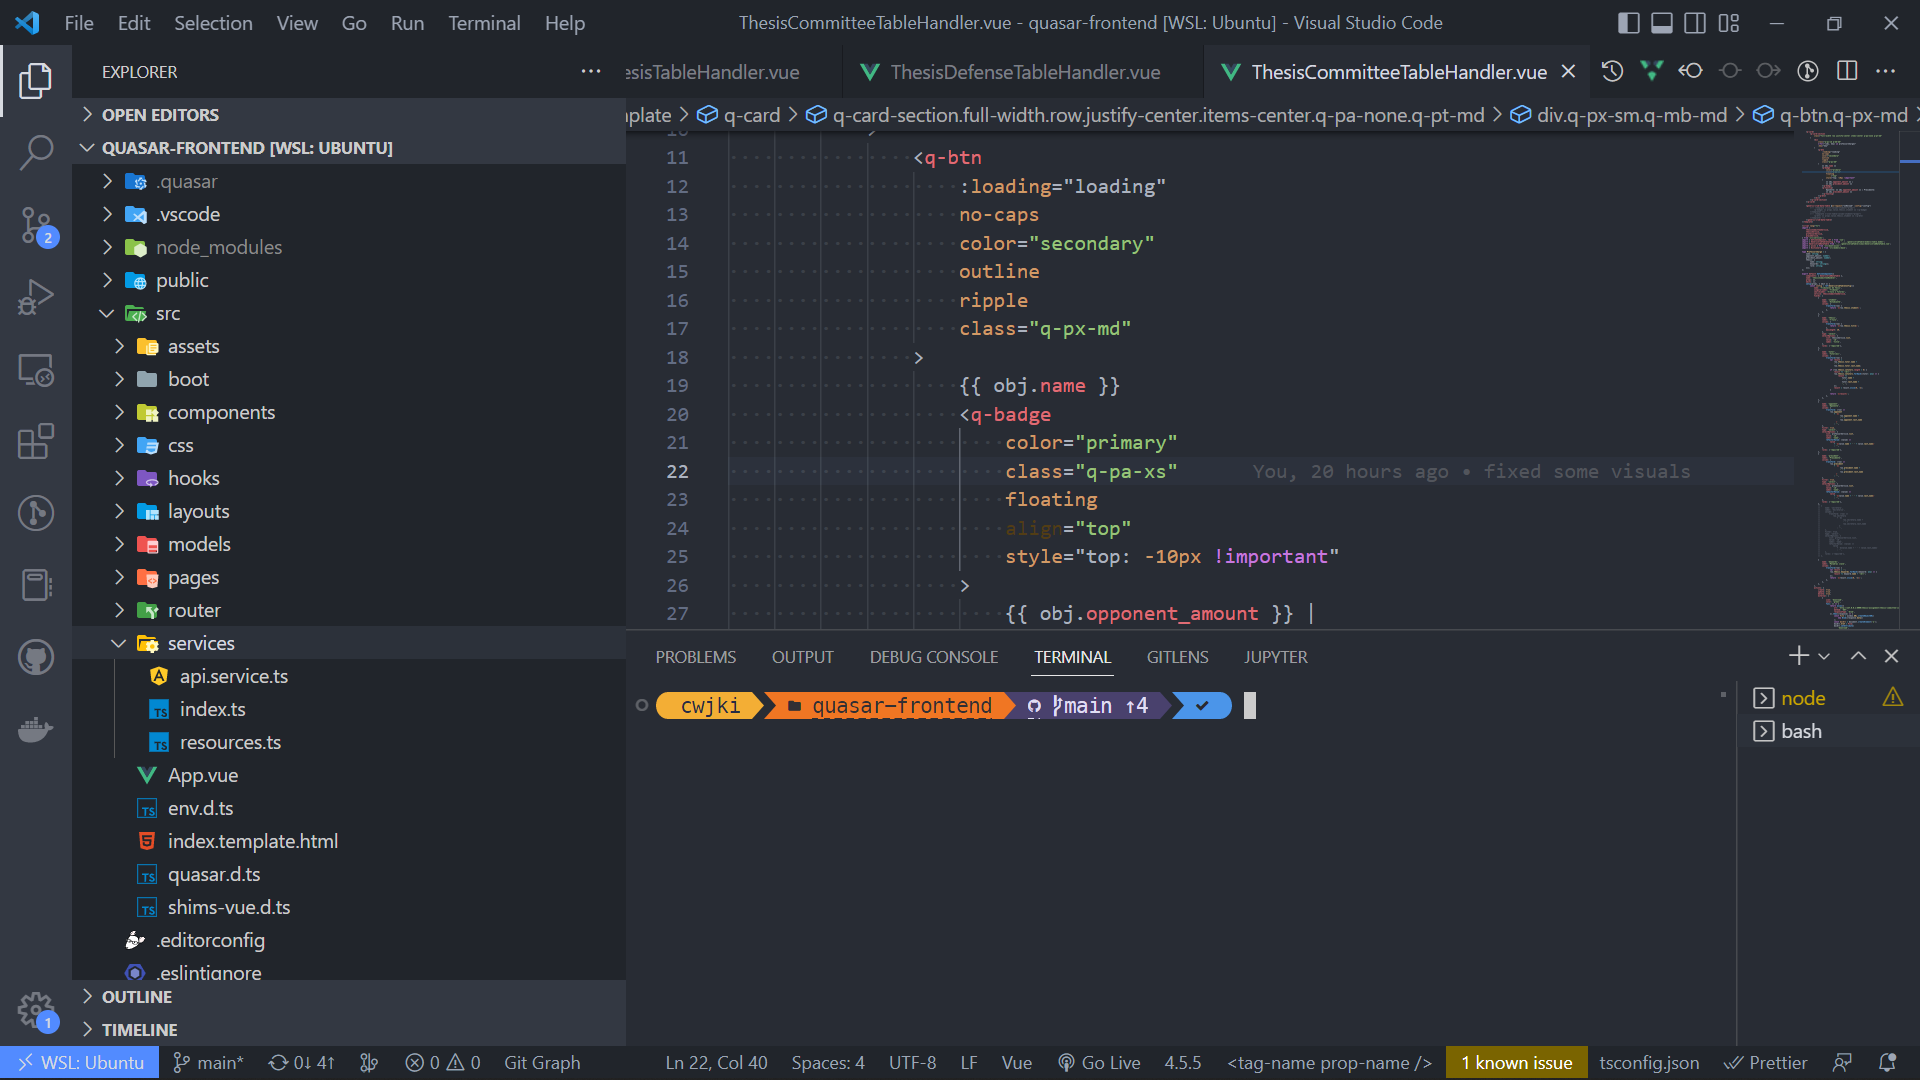 File Edit Selection View Go Run Terminal Help
ThesisCommitteeTableHandler.vue - quasar-frontend [WSL: Ubuntu] - Visual Studio Code
EXPLORER
esisTableHandler.vue
ThesisDefenseTableHandler.vue
ThesisCommitteeTableHandler.vue
OPEN EDITORS
QUASAR-FRONTEND [WSL: UBUNTU]
.quasar
.vscode
node_modules
public
src
assets
boot
components
css
hooks
layouts
models
pages
router
services
api.service.ts
index.ts
resources.ts
App.vue
env.d.ts
index.template.html
quasar.d.ts
shims-vue.d.ts
.editorconfig
.eslintignore
OUTLINE
TIMELINE
2
1
nplate > q-card > q-card-section.full-width.row.justify-center.items-center.q-pa-none.q-pt-md > div.q-px-sm.q-mb-md > q-btn.q-px-md >
11 <q-btn
12 :loading="loading"
13 no-caps
14 color="secondary"
15 outline
16 ripple
17 class="q-px-md"
18 >
19 {{ obj.name }}
20 <q-badge
21 color="primary"
22 class="q-pa-xs" You, 20 hours ago • fixed some visuals
23 floating
24 align="top"
25 style="top: -10px !important"
26 >
27 {{ obj.opponent_amount }} |
PROBLEMS OUTPUT DEBUG CONSOLE TERMINAL GITLENS JUPYTER
cwjki quasar-frontend main ↑4 ✔
node
bash
WSL: Ubuntu main* 0↓ 4↑ 0 0 Git Graph Ln 22, Col 40 Spaces: 4 UTF-8 LF Vue Go Live 4.5.5 <tag-name prop-name /> 1 known issue tsconfig.json Prettier